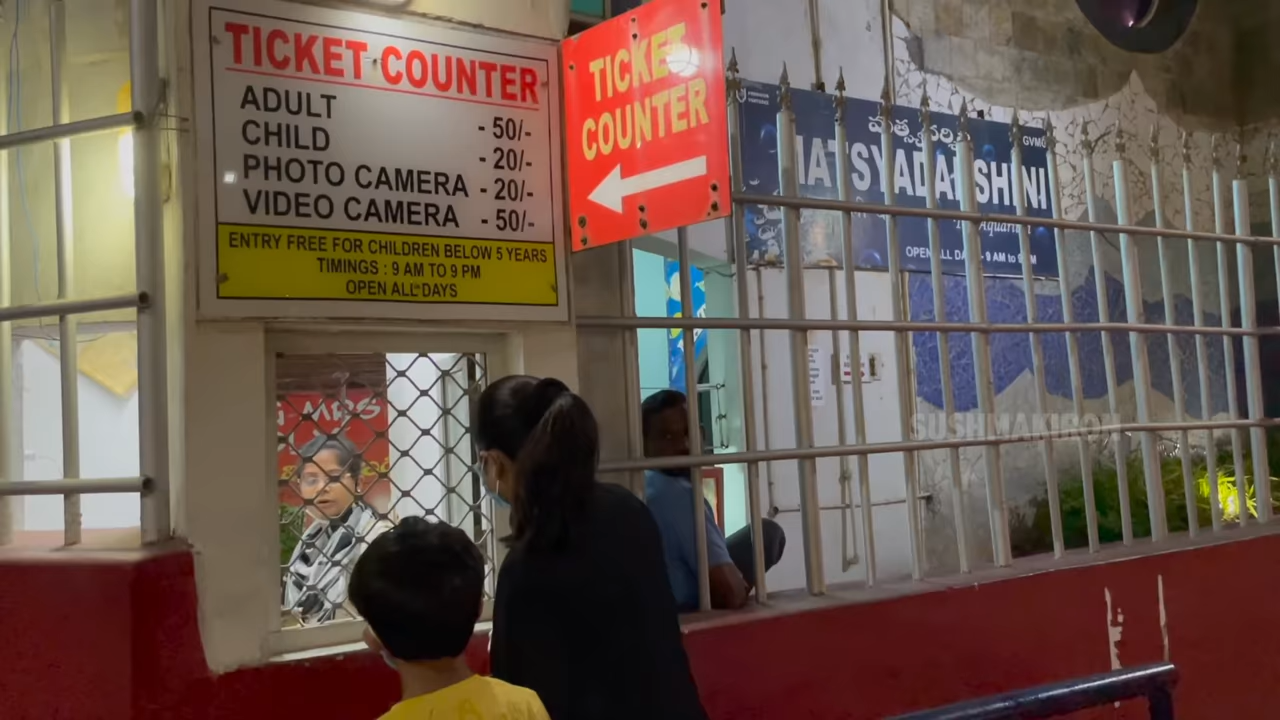 TICKET COUNTER
ADULT - 50/-
CHILD - 20/-
PHOTO CAMERA - 20/-
VIDEO CAMERA - 50/-
ENTRY FREE FOR CHILDREN BELOW 5 YEARS
TIMINGS : 9 AM TO 9 PM
OPEN ALL DAYS
TICKET
COUNTER
GVMC
MATSYADARSHINI
Aquarium
OPEN ALL DAYS - 9 AM to 9 PM
SUSHMAKIRON